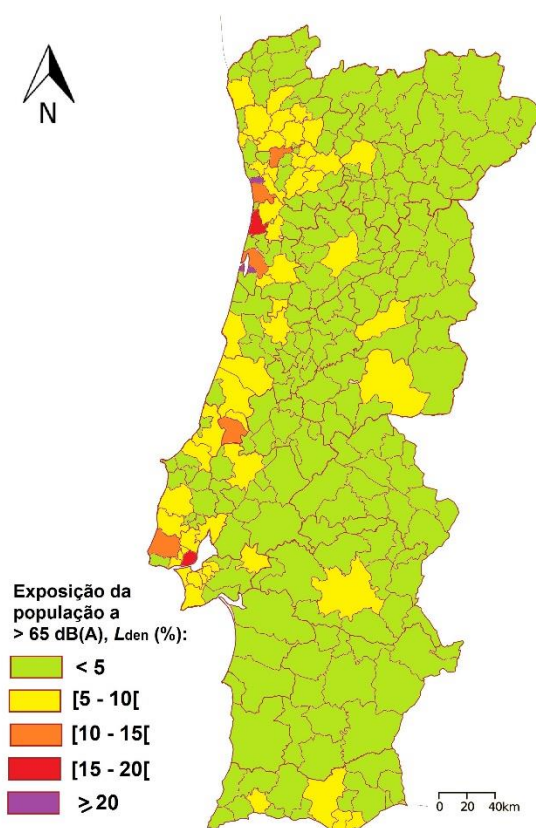 N
Exposição da
população a
> 65 dB(A), Lden (%):
< 5
[5 - 10[
[10 - 15[
[15 - 20[
⩾ 20
0 20 40km